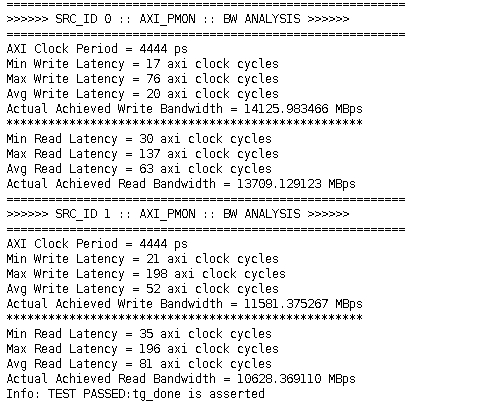 =========================================================
>>>>>> SRC_ID 0 :: AXI_PMON :: BW ANALYSIS >>>>>>
=========================================================
AXI Clock Period = 4444 ps
Min Write Latency = 17 axi clock cycles
Max Write Latency = 76 axi clock cycles
Avg Write Latency = 20 axi clock cycles
Actual Achieved Write Bandwidth = 14125.983466 MBps
***************************************************
Min Read Latency = 30 axi clock cycles
Max Read Latency = 137 axi clock cycles
Avg Read Latency = 63 axi clock cycles
Actual Achieved Read Bandwidth = 13709.129123 MBps
=========================================================
>>>>>> SRC_ID 1 :: AXI_PMON :: BW ANALYSIS >>>>>>
=========================================================
AXI Clock Period = 4444 ps
Min Write Latency = 21 axi clock cycles
Max Write Latency = 198 axi clock cycles
Avg Write Latency = 52 axi clock cycles
Actual Achieved Write Bandwidth = 11581.375267 MBps
***************************************************
Min Read Latency = 35 axi clock cycles
Max Read Latency = 196 axi clock cycles
Avg Read Latency = 81 axi clock cycles
Actual Achieved Read Bandwidth = 10628.369110 MBps
Info: TEST PASSED:tg_done is asserted